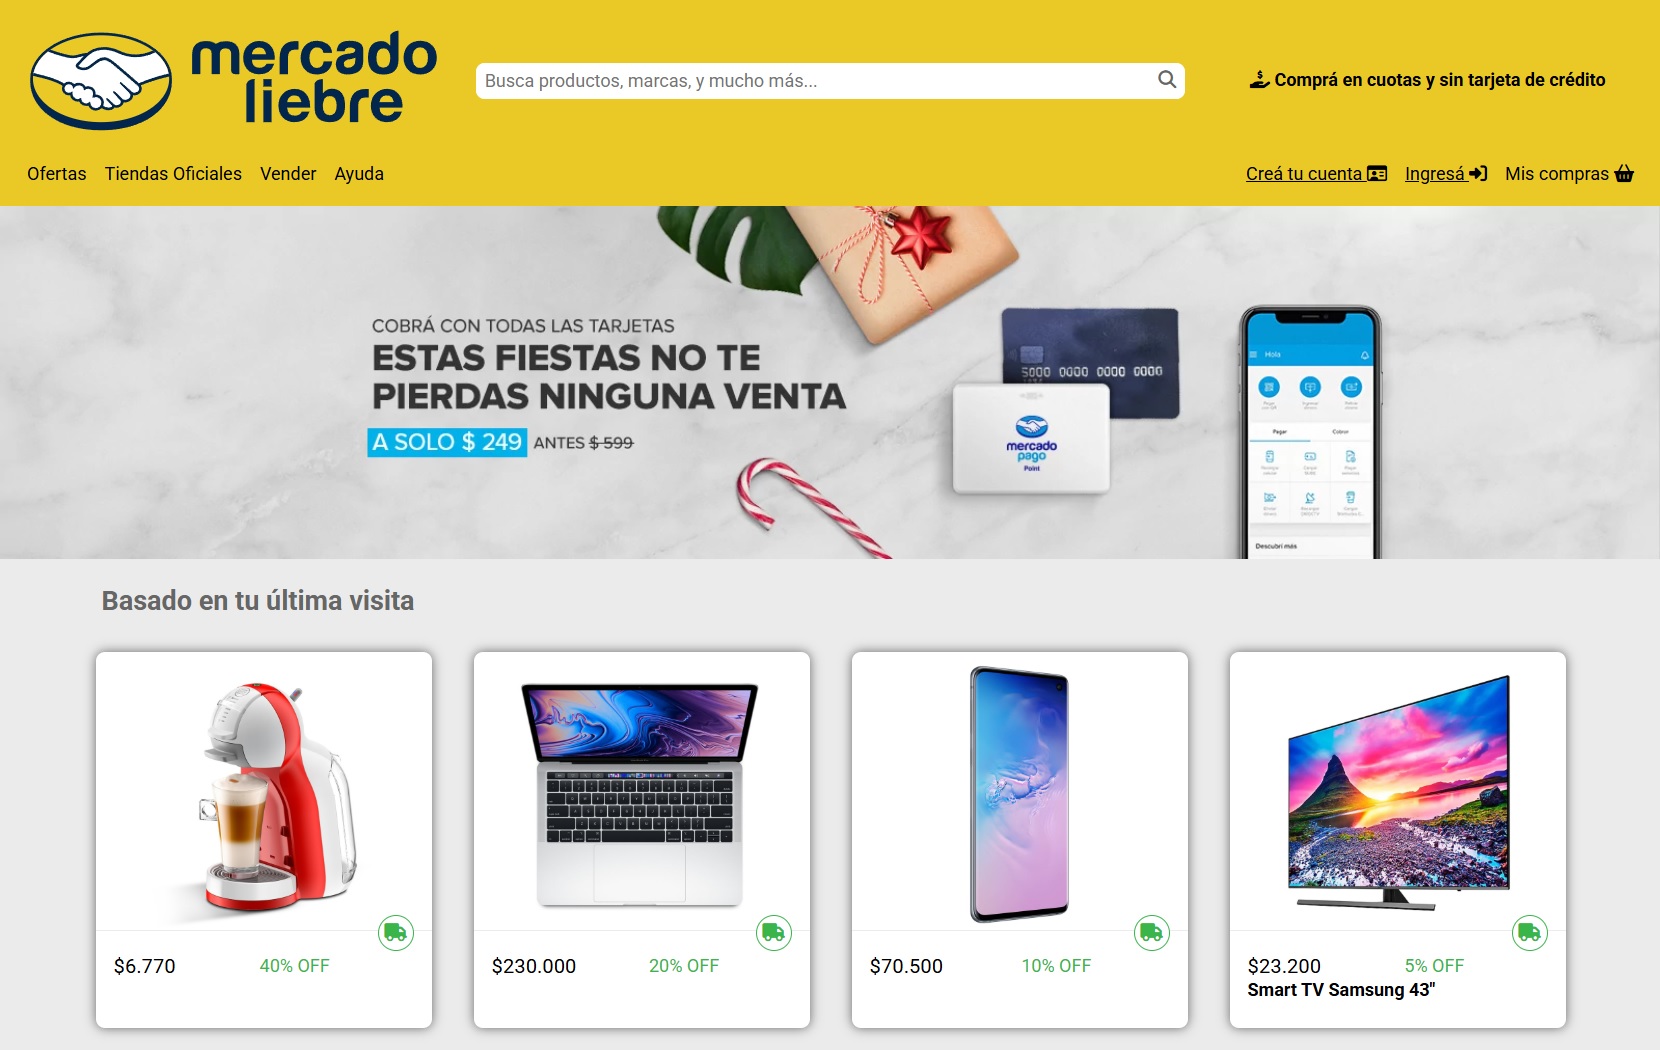 mercado
liebre
Busca productos, marcas, y mucho más...
Comprá en cuotas y sin tarjeta de crédito
Ofertas Tiendas Oficiales Vender Ayuda
Creá tu cuenta Ingresá Mis compras
COBRÁ CON TODAS LAS TARJETAS
ESTAS FIESTAS NO TE
PIERDAS NINGUNA VENTA
A SOLO $ 249 ANTES $ 599
5000 0000 0000 0000
mercado
pago
Point
Hola
Pagar Cobrar
Descubrí más
Basado en tu última visita
$6.770 40% OFF
$230.000 20% OFF
$70.500 10% OFF
$23.200 5% OFF
Smart TV Samsung 43"